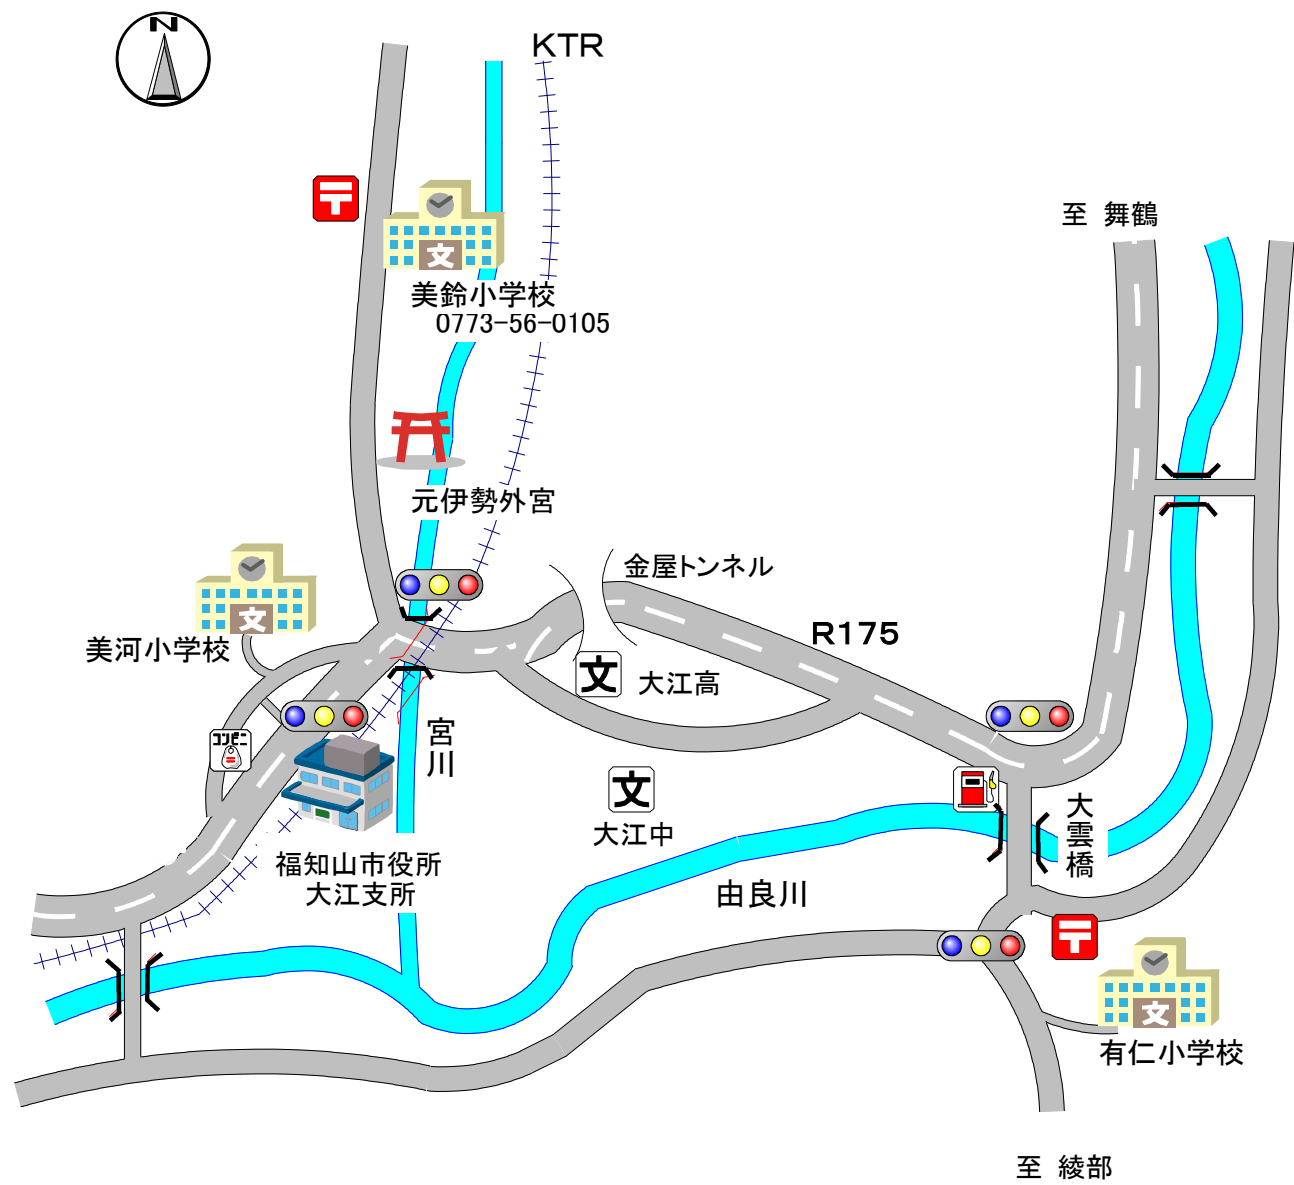 N
KTR
〒
至 舞鶴
文
美鈴小学校
0773-56-0105
元伊勢外宮
金屋トンネル
文
美河小学校
R175
文
大江高
コンビニ
宮川
文
大江中
大雲橋
福知山市役所
大江支所
由良川
〒
文
有仁小学校
至 綾部